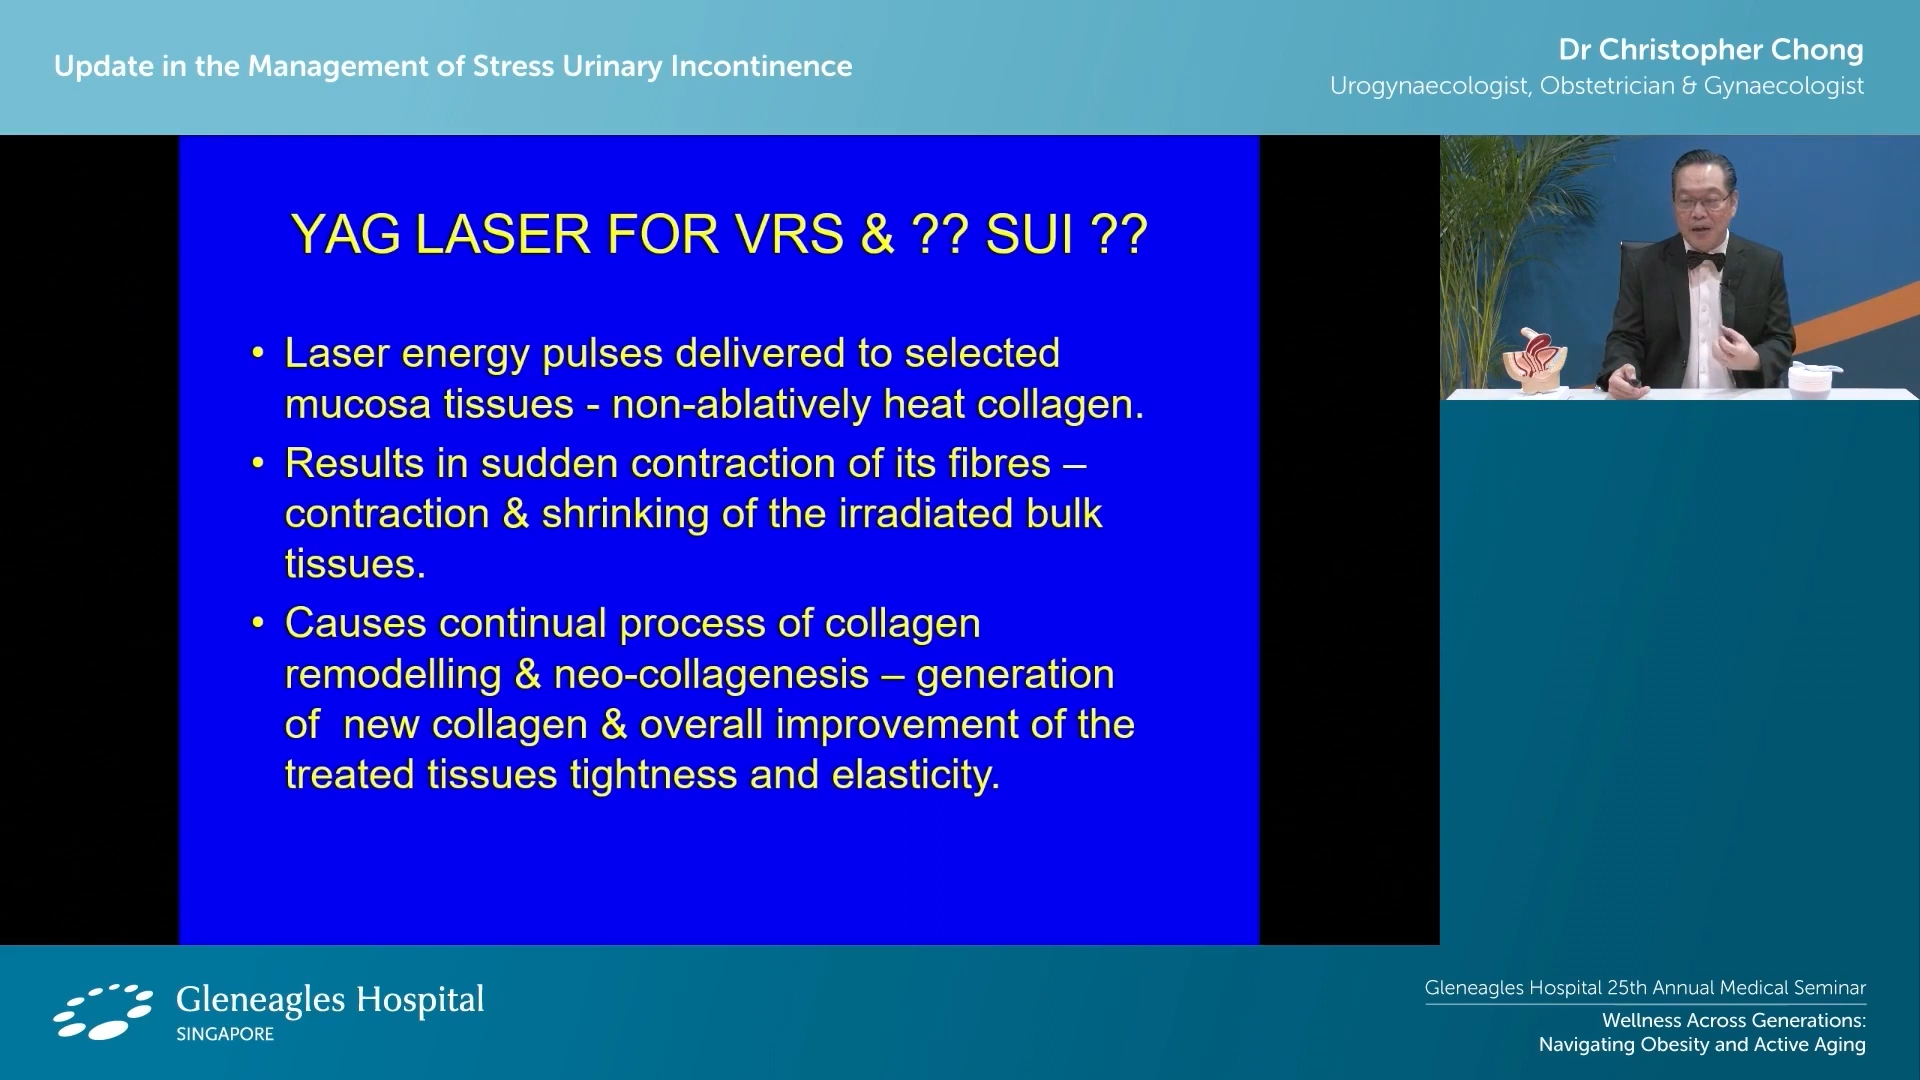 Update in the Management of Stress Urinary Incontinence
Dr Christopher Chong
Urogynaecologist, Obstetrician & Gynaecologist
YAG LASER FOR VRS & ?? SUI ??
• Laser energy pulses delivered to selected
mucosa tissues - non-ablatively heat collagen.
• Results in sudden contraction of its fibres –
contraction & shrinking of the irradiated bulk
tissues.
• Causes continual process of collagen
remodelling & neo-collagenesis – generation
of  new collagen & overall improvement of the
treated tissues tightness and elasticity.
Gleneagles Hospital
SINGAPORE
Gleneagles Hospital 25th Annual Medical Seminar
Wellness Across Generations:
Navigating Obesity and Active Aging